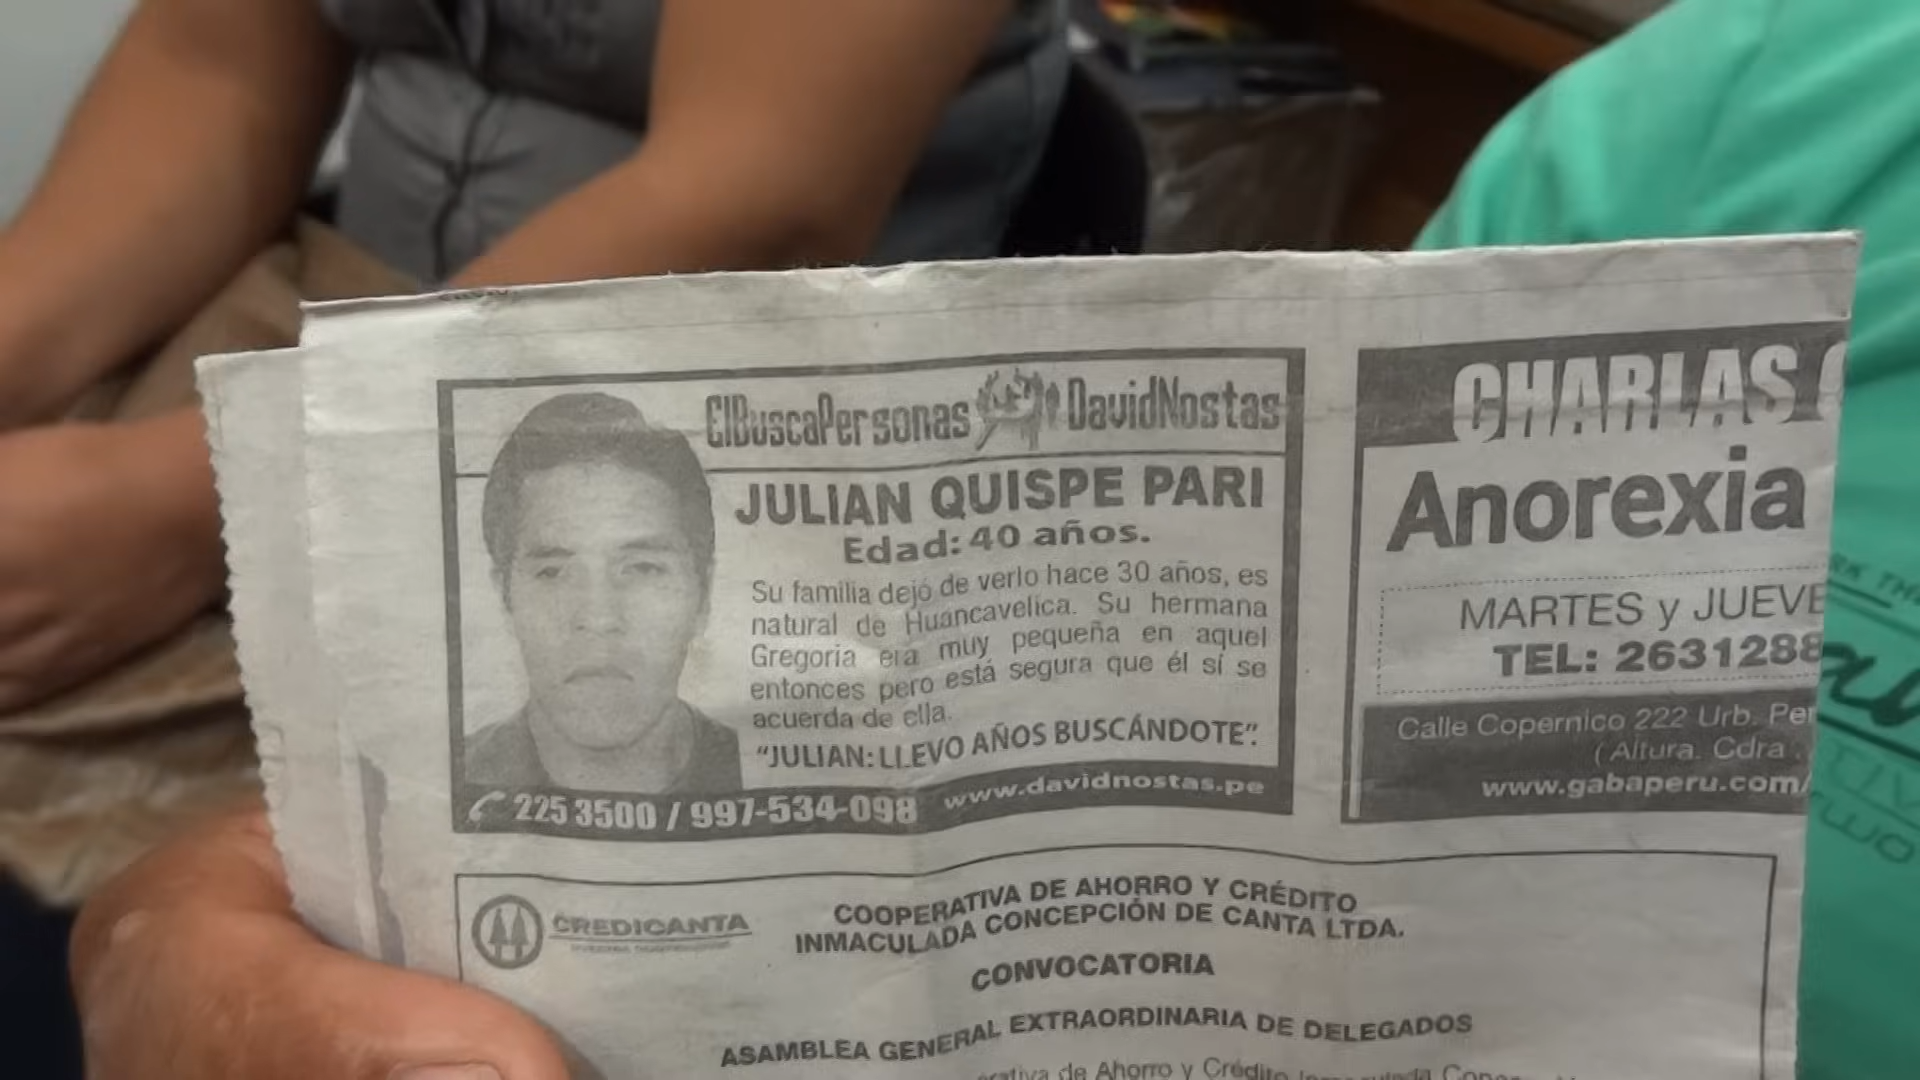 ElBuscaPersonas DavidNostas
JULIAN QUISPE PARI
Edad: 40 años.
Su familia dejó de verlo hace 30 años, es
natural de Huancavelica. Su hermana
Gregoria era muy pequeña en aquel
entonces pero está segura que él sí se
acuerda de ella.
“JULIAN: LLEVO AÑOS BUSCÁNDOTE”.
225 3500 / 997-534-098 www.davidnostas.pe
CHARLAS
Anorexia
MARTES y JUEVE
TEL: 2631288
Calle Copernico 222 Urb. Per
( Altura. Cdra .
www.gabaperu.com/
CREDICANTA
COOPERATIVA DE AHORRO Y CRÉDITO
INMACULADA CONCEPCIÓN DE CANTA LTDA.
CONVOCATORIA
ASAMBLEA GENERAL EXTRAORDINARIA DE DELEGADOS
de Ahorro y Crédito